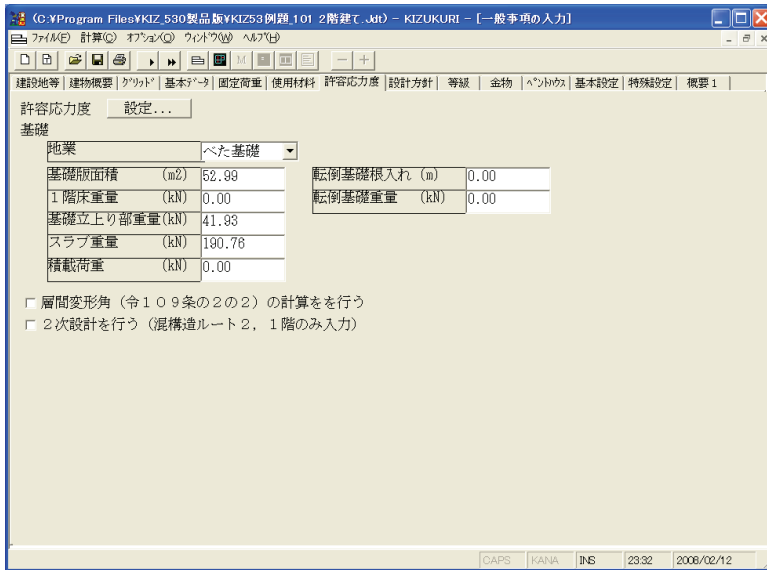 (C:¥Program Files¥KIZ_530製品版¥KIZ53例題_101 2階建て.Jdt) - KIZUKURI - [一般事項の入力]
ファイル(F) 計算(C) オプション(O) ウィンドウ(W) ヘルプ(H)
建設地等 建物概要 グリッド 基本データ 固定荷重 使用材料 許容応力度 設計方針 等級 金物 ペントハウス 基本設定 特殊設定 概要1
許容応力度 設定...
基礎
地業 べた基礎
基礎版面積 (m2) 52.99 転倒基礎根入れ (m) 0.00
1階床重量 (kN) 0.00 転倒基礎重量 (kN) 0.00
基礎立上り部重量(kN) 41.93
スラブ重量 (kN) 190.76
積載荷重 (kN) 0.00
層間変形角（令109条の2の2）の計算をを行う
2次設計を行う（混構造ルート2，1階のみ入力）
CAPS KANA INS 23:32 2008/02/12